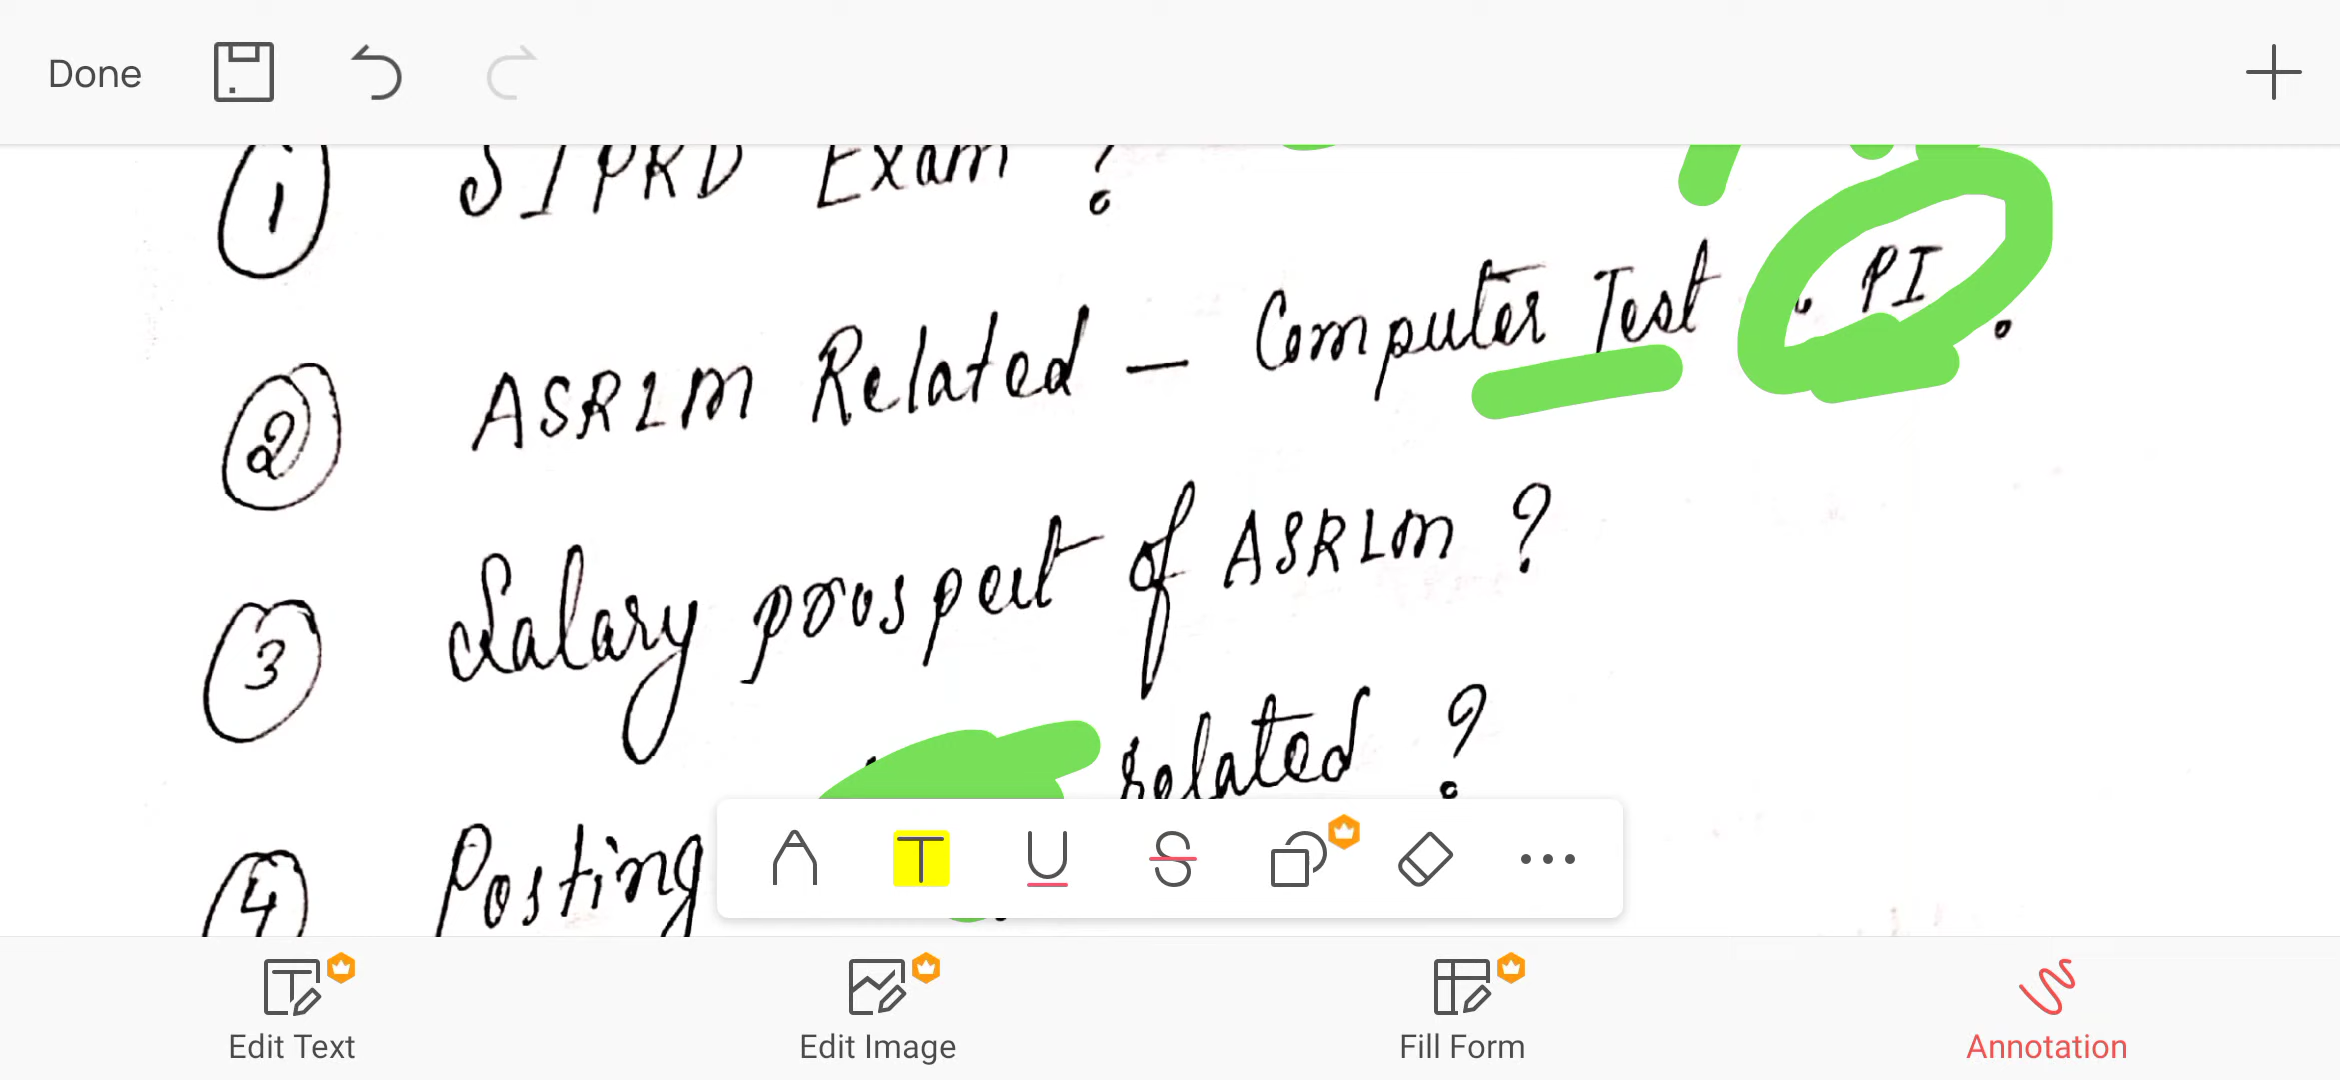 Done
1 SIPRD Exam ?
2 ASRLM Related - Computer Test . PI .
3 Salary prospect of ASRLM ?
4 Posting related ?
Edit Text
Edit Image
Fill Form
Annotation